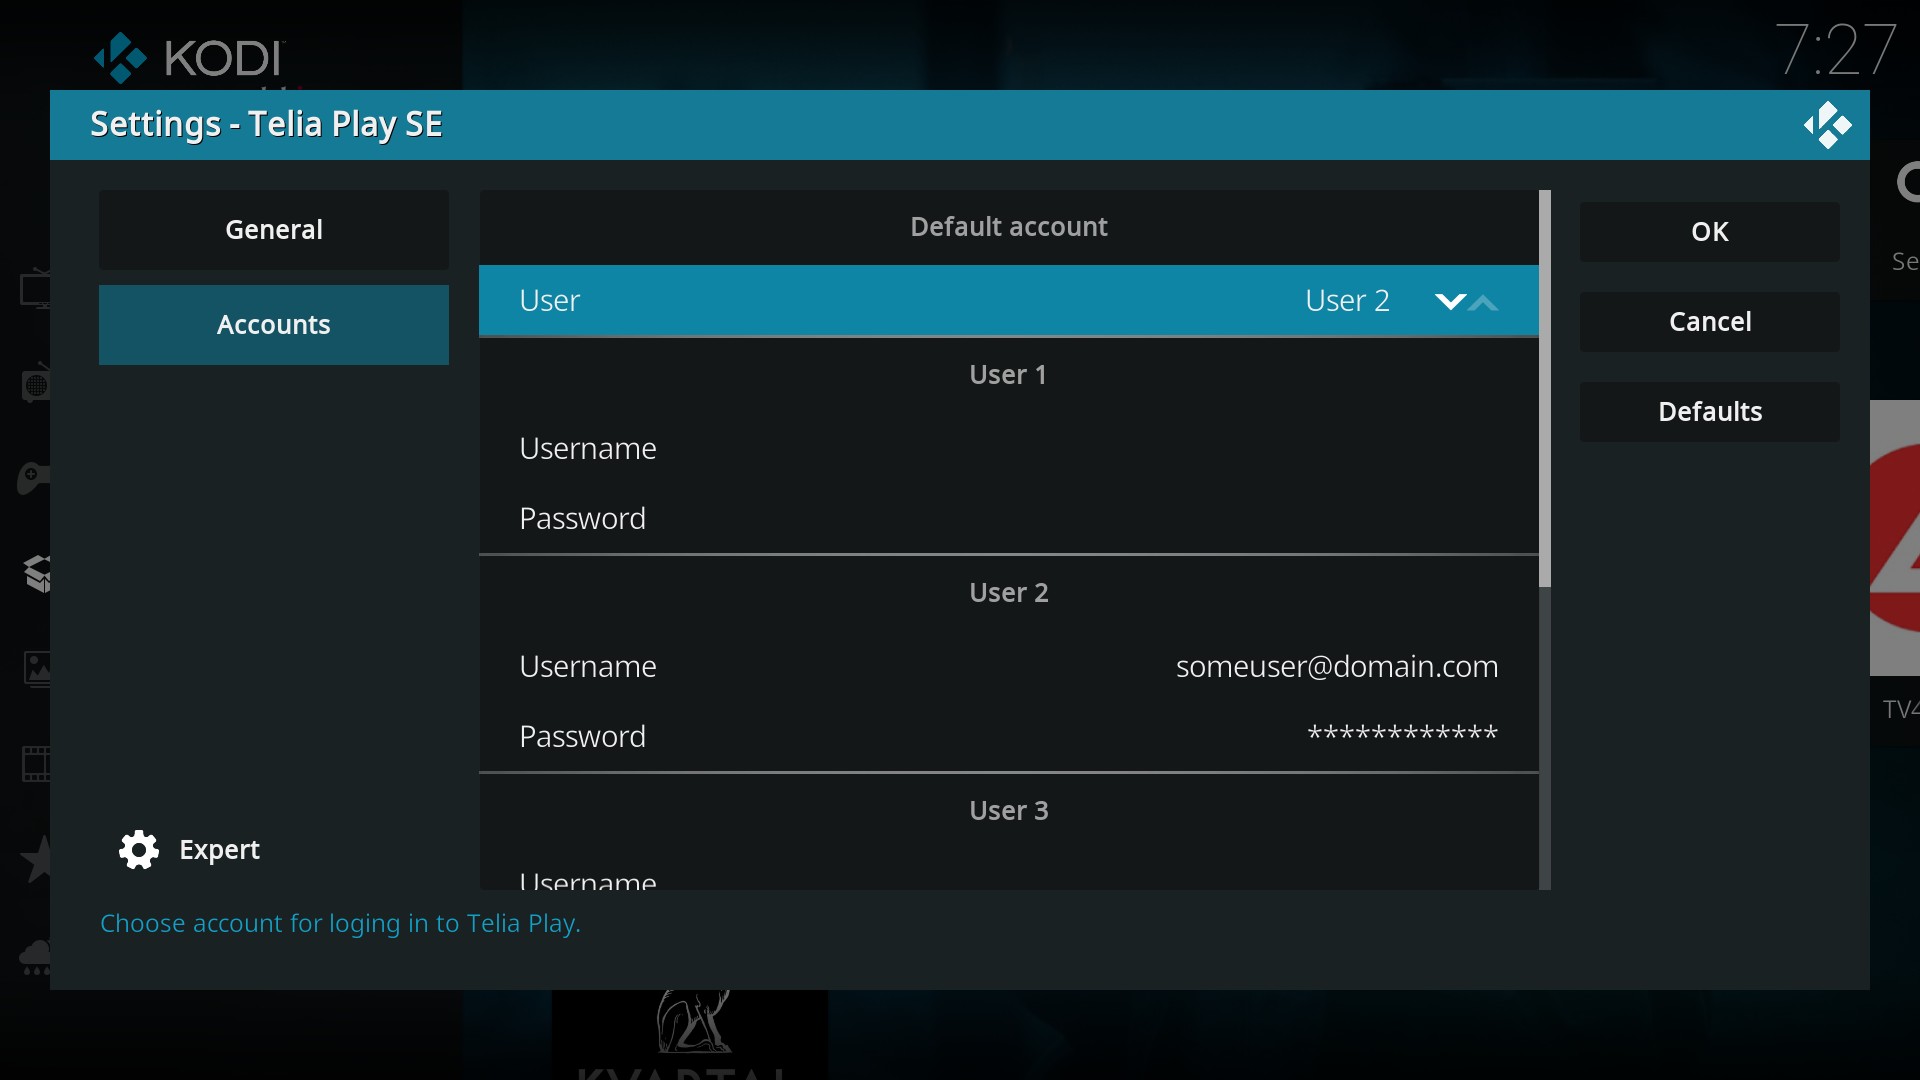 KODI
7:27
Settings - Telia Play SE
General
Accounts
Default account
User User 2
User 1
Username
Password
User 2
Username someuser@domain.com
Password ************
User 3
Username
OK
Cancel
Defaults
Se
TV4
Expert
Choose account for loging in to Telia Play.
KVARTAL